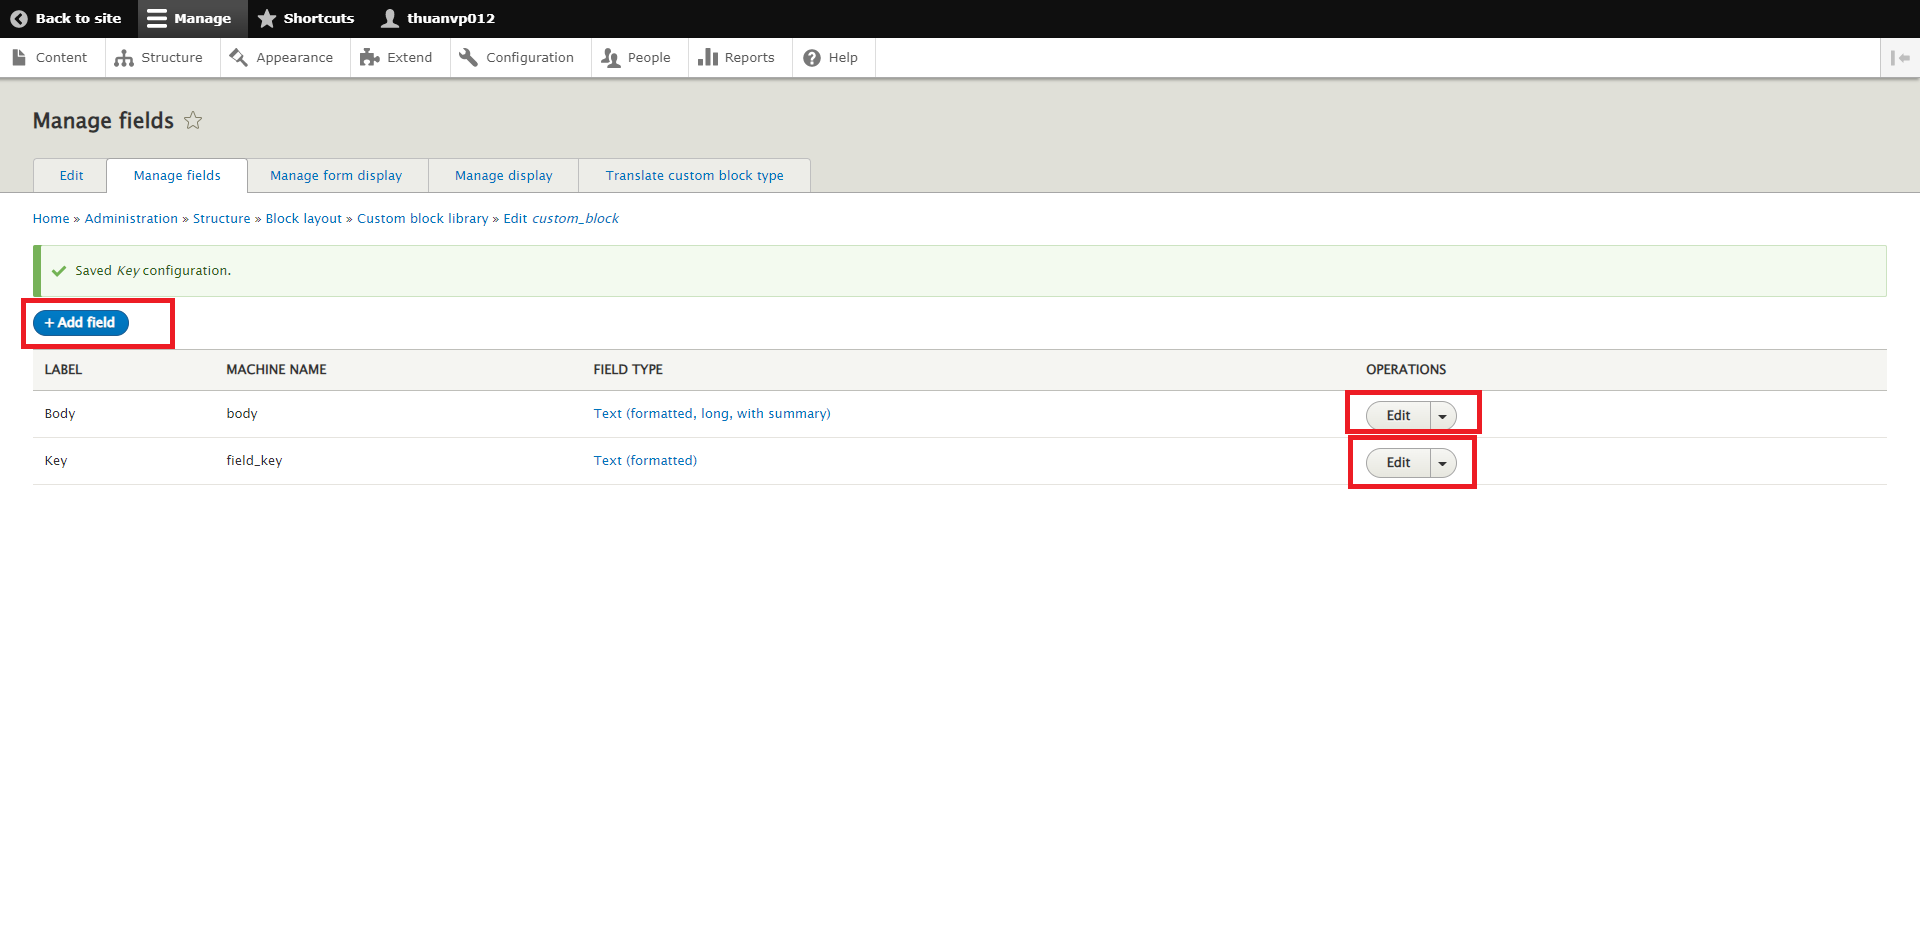 Back to site Manage Shortcuts thuanvp012
Content Structure Appearance Extend Configuration People Reports Help
Manage fields
Edit Manage fields Manage form display Manage display Translate custom block type
Home » Administration » Structure » Block layout » Custom block library » Edit custom_block
Saved Key configuration.
+ Add field
LABEL MACHINE NAME FIELD TYPE OPERATIONS
Body body Text (formatted, long, with summary) Edit
Key field_key Text (formatted) Edit